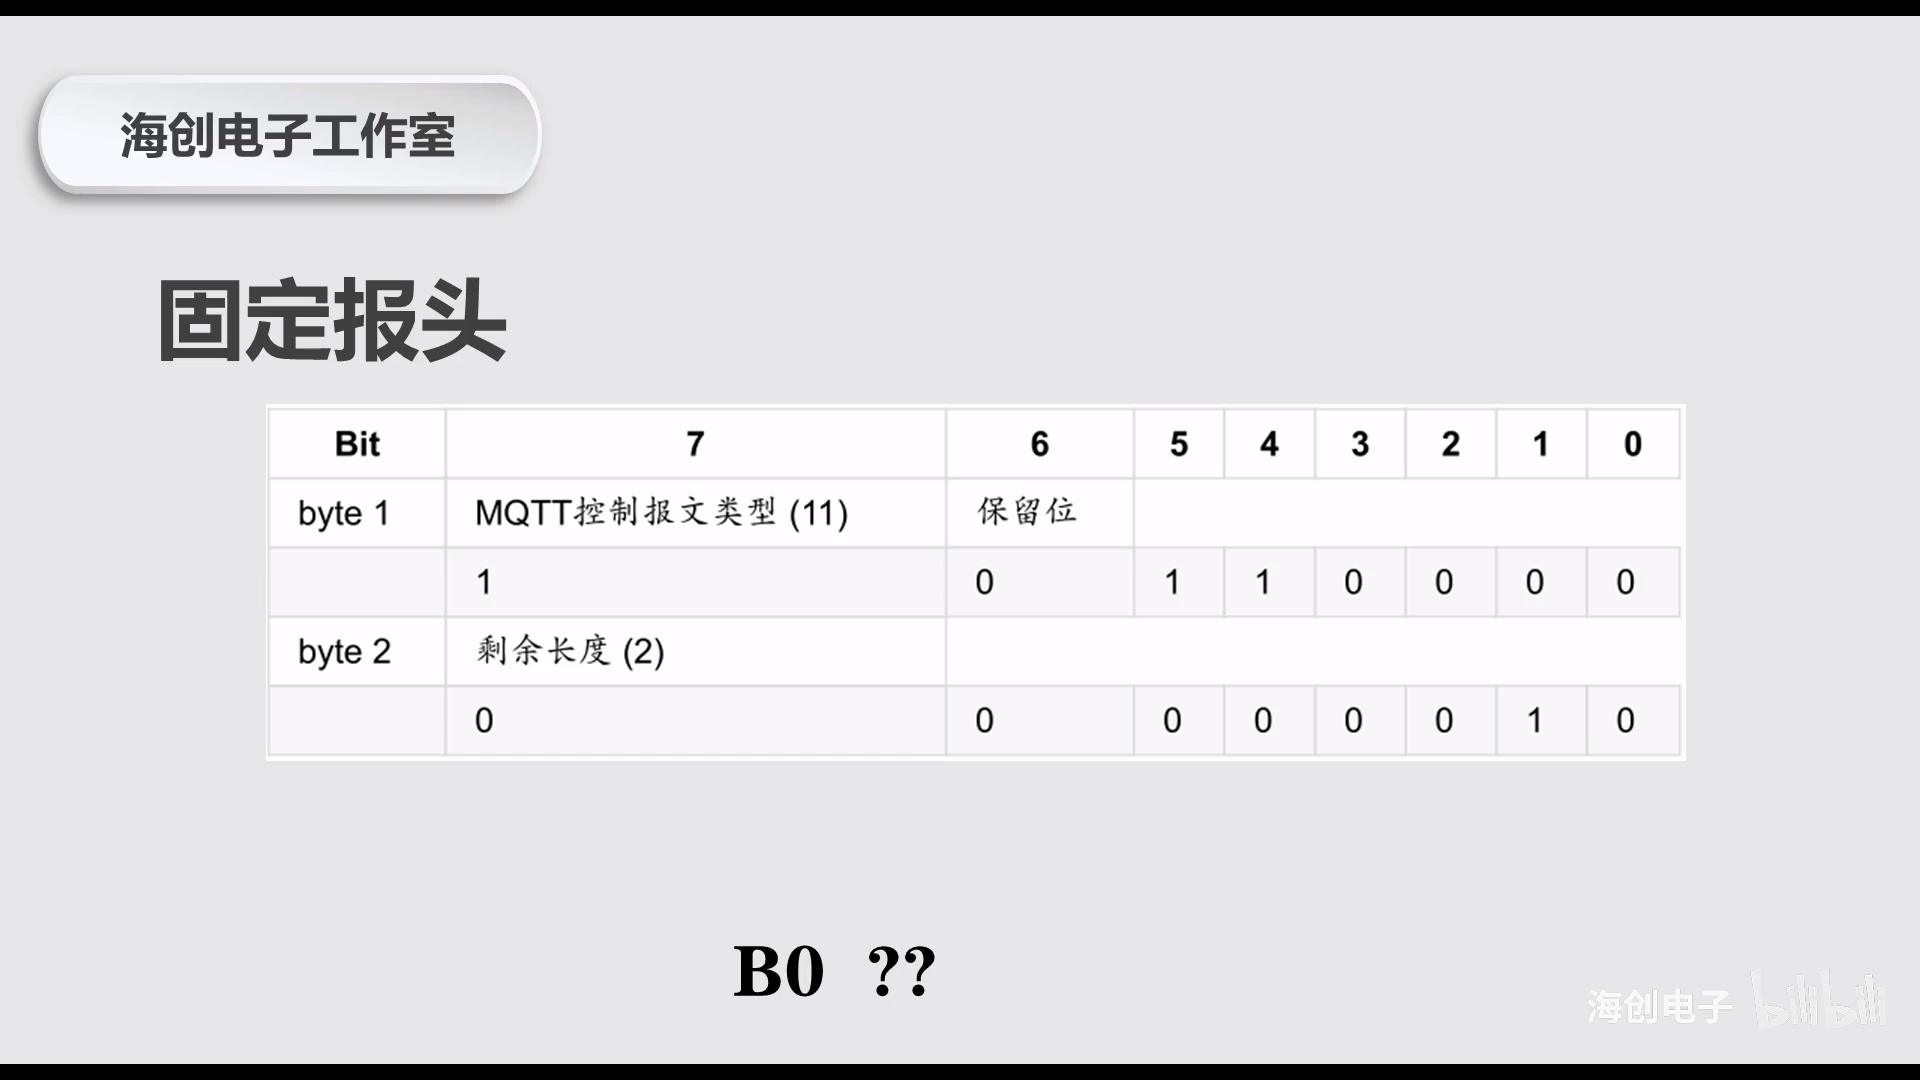 海创电子工作室
固定报头
Bit 7 6 5 4 3 2 1 0
byte 1 MQTT控制报文类型 (11) 保留位
1 0 1 1 0 0 0 0
byte 2 剩余长度 (2)
0 0 0 0 0 0 1 0
B0 ??
海创电子 bilibili